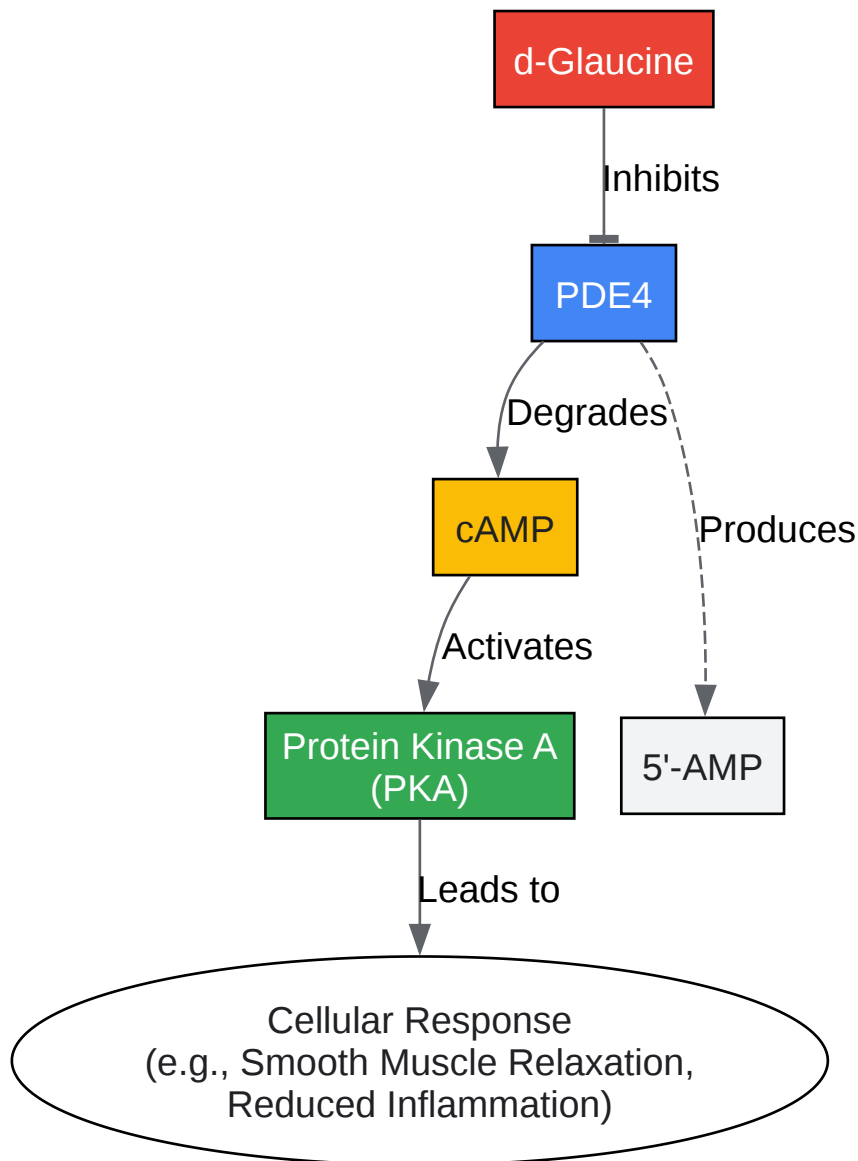 d-Glaucine
Inhibits
PDE4
Degrades
cAMP
Produces
Activates
Protein Kinase A
(PKA)
5'-AMP
Leads to
Cellular Response
(e.g., Smooth Muscle Relaxation,
Reduced Inflammation)